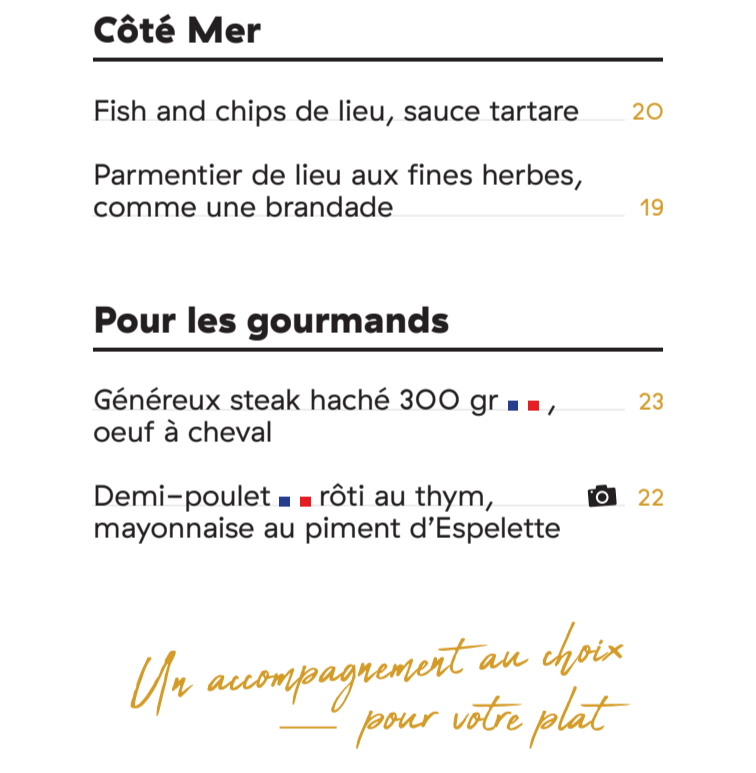 Côté Mer
Fish and chips de lieu, sauce tartare 20
Parmentier de lieu aux fines herbes,
comme une brandade 19
Pour les gourmands
Généreux steak haché 300 gr , 23
oeuf à cheval
Demi-poulet rôti au thym, 22
mayonnaise au piment d'Espelette
Un accompagnement au choix
pour votre plat